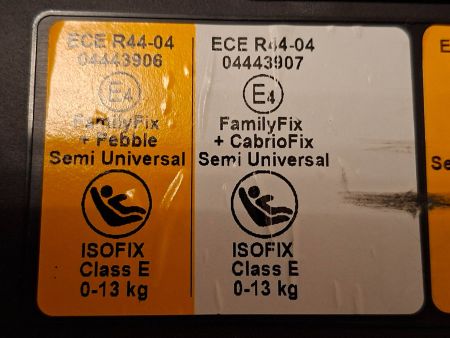 ECE R44-04
04443906
E4
FamilyFix
+ Pebble
Semi Universal
ISOFIX
Class E
0-13 kg
ECE R44-04
04443907
E4
FamilyFix
+ CabrioFix
Semi Universal
ISOFIX
Class E
0-13 kg